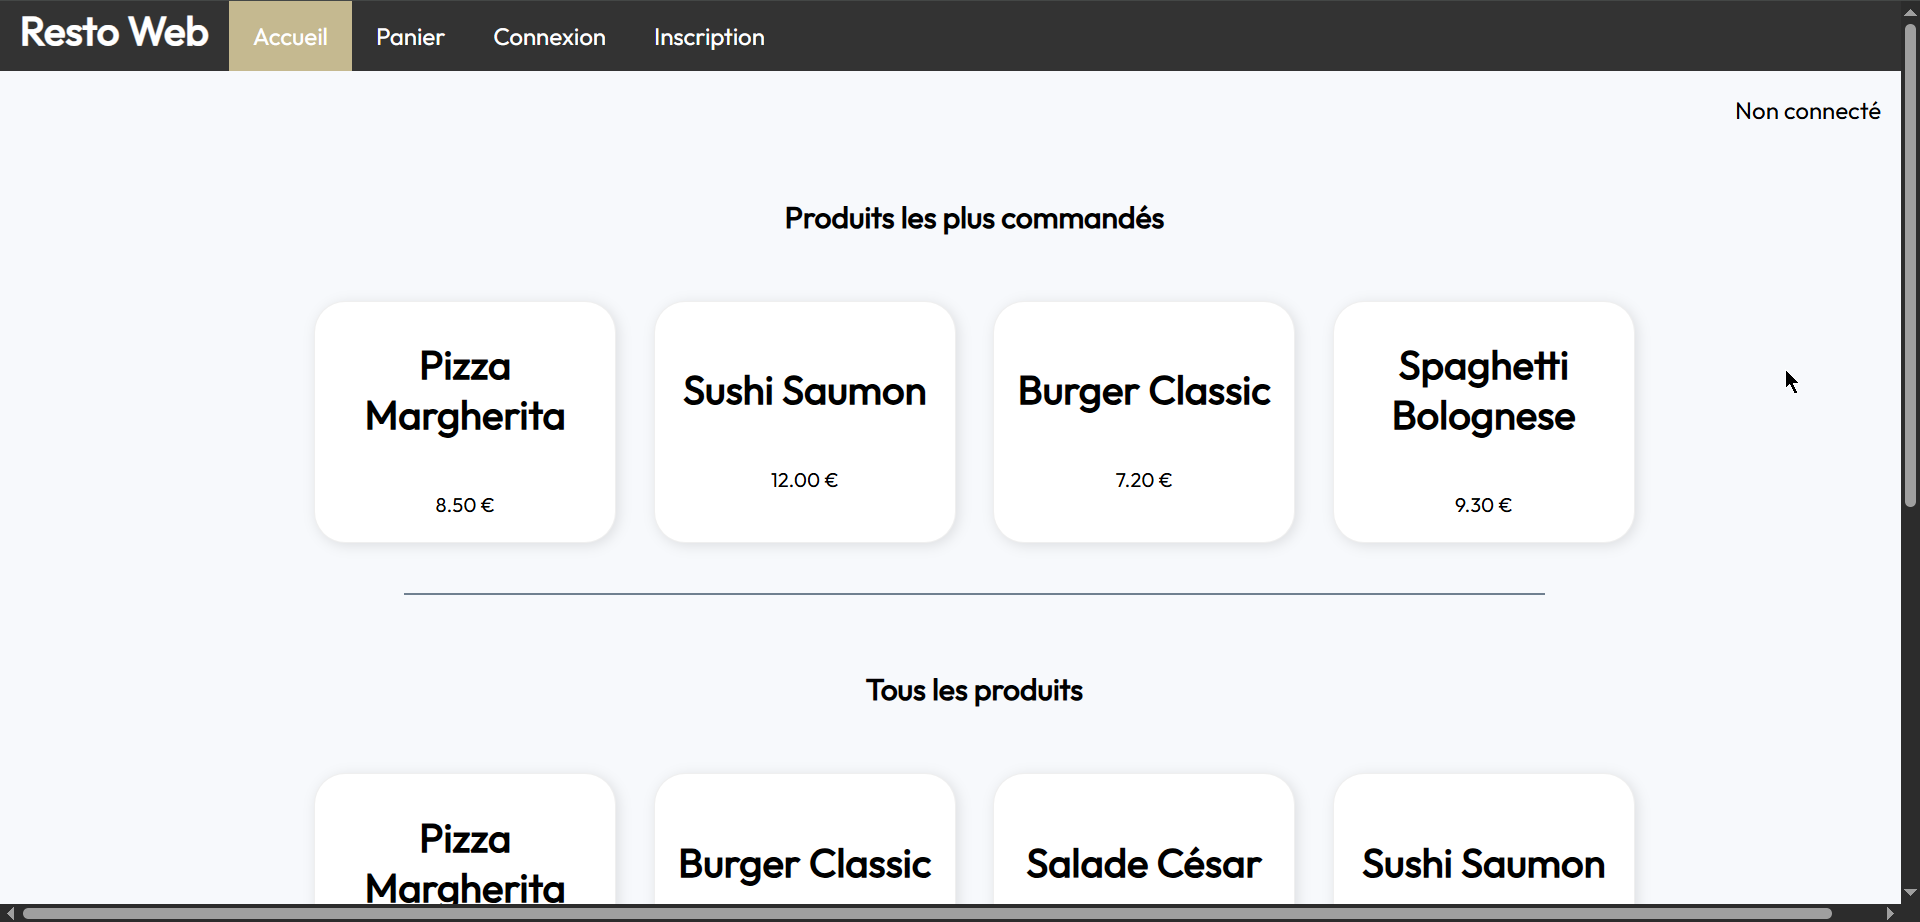 Resto Web
Accueil
Panier
Connexion
Inscription
Non connecté
Produits les plus commandés
Pizza
Margherita
8.50 €
Sushi Saumon
12.00 €
Burger Classic
7.20 €
Spaghetti
Bolognese
9.30 €
Tous les produits
Pizza
Margherita
Burger Classic
Salade César
Sushi Saumon